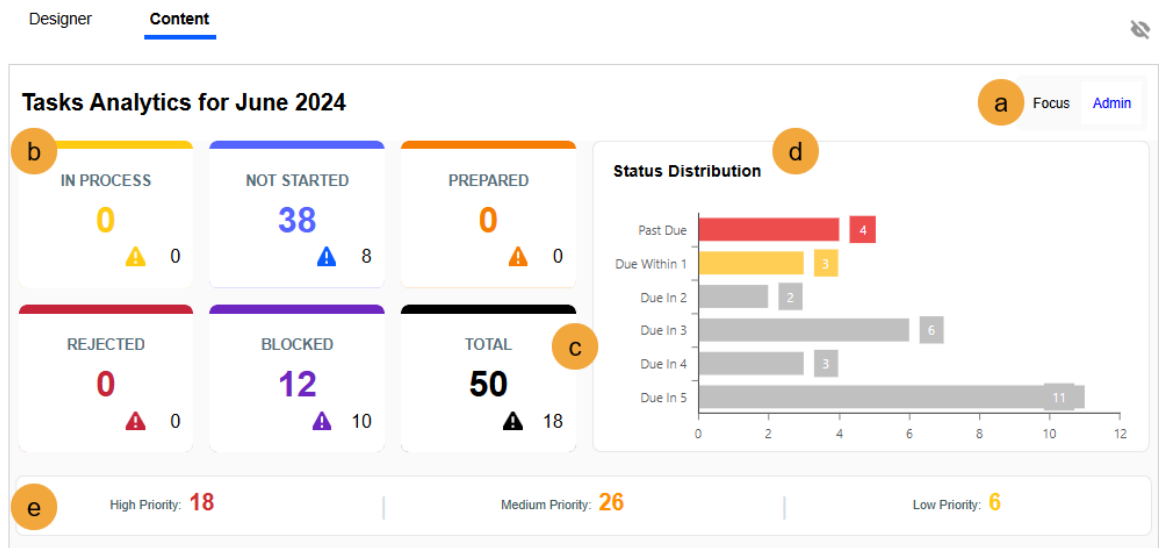 Designer Content
Tasks Analytics for June 2024
a Focus Admin
b
IN PROCESS
0
0
NOT STARTED
38
8
PREPARED
0
0
REJECTED
0
0
BLOCKED
12
10
TOTAL
50
18
c
d
Status Distribution
Past Due 4
Due Within 1 3
Due In 2 2
Due In 3 6
Due In 4 3
Due In 5 11
0 2 4 6 8 10 12
e
High Priority: 18 Medium Priority: 26 Low Priority: 6